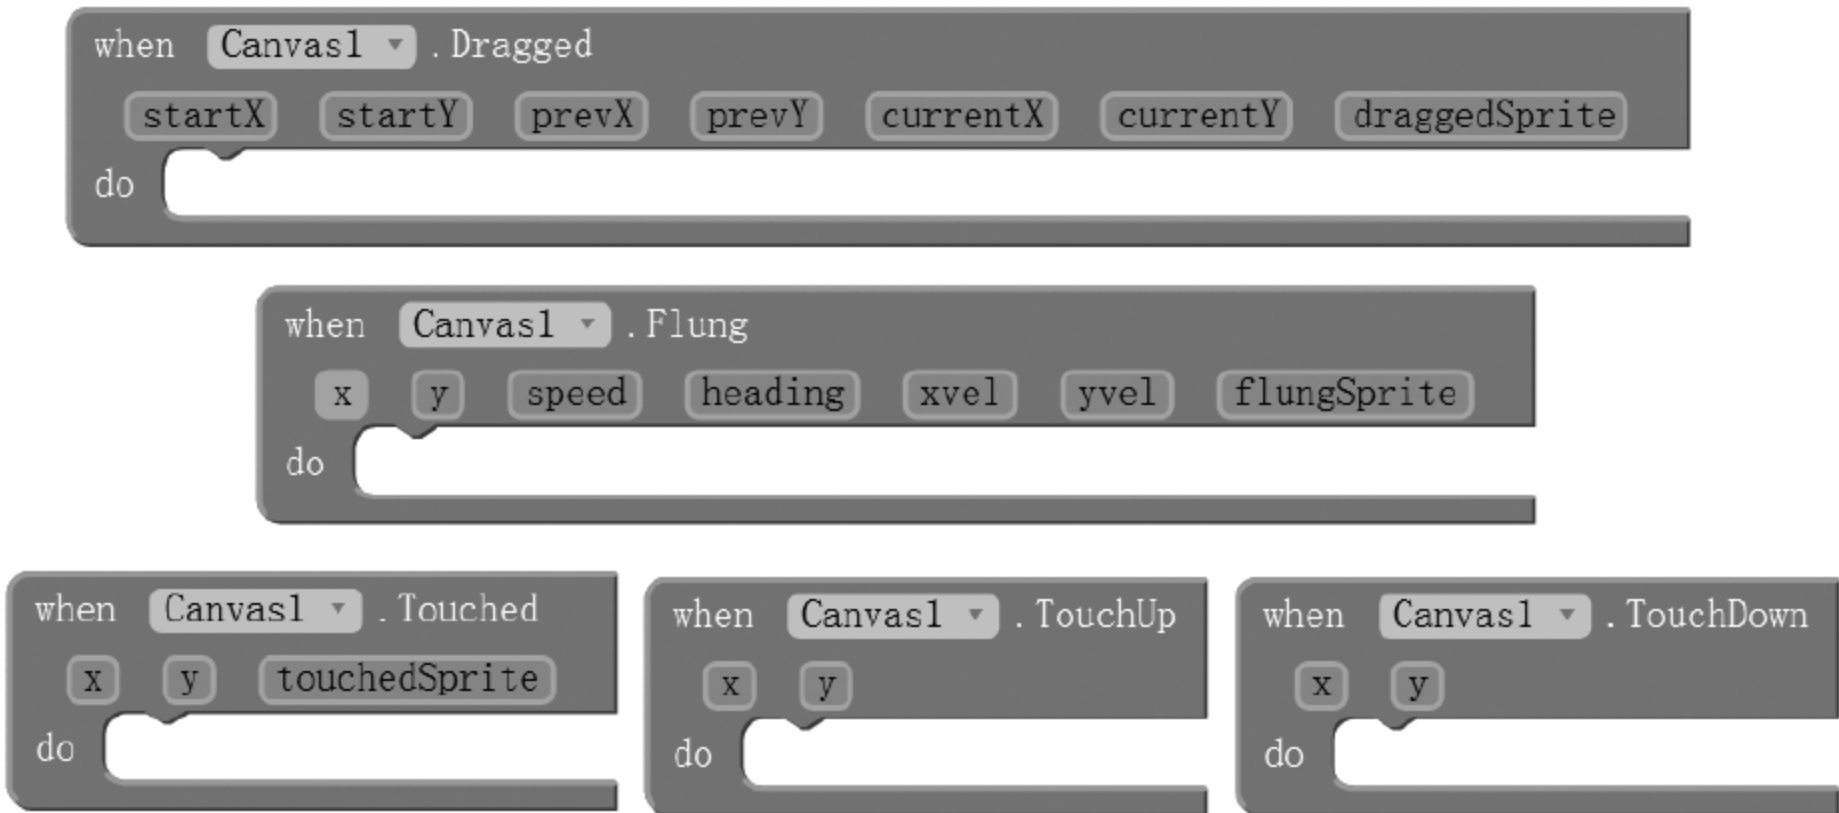 when Canvas1 .Dragged
startX startY prevX prevY currentX currentY draggedSprite
do
when Canvas1 .Flung
x y speed heading xvel yvel flungSprite
do
when Canvas1 .Touched
x y touchedSprite
do
when Canvas1 .TouchUp
x y
do
when Canvas1 .TouchDown
x y
do